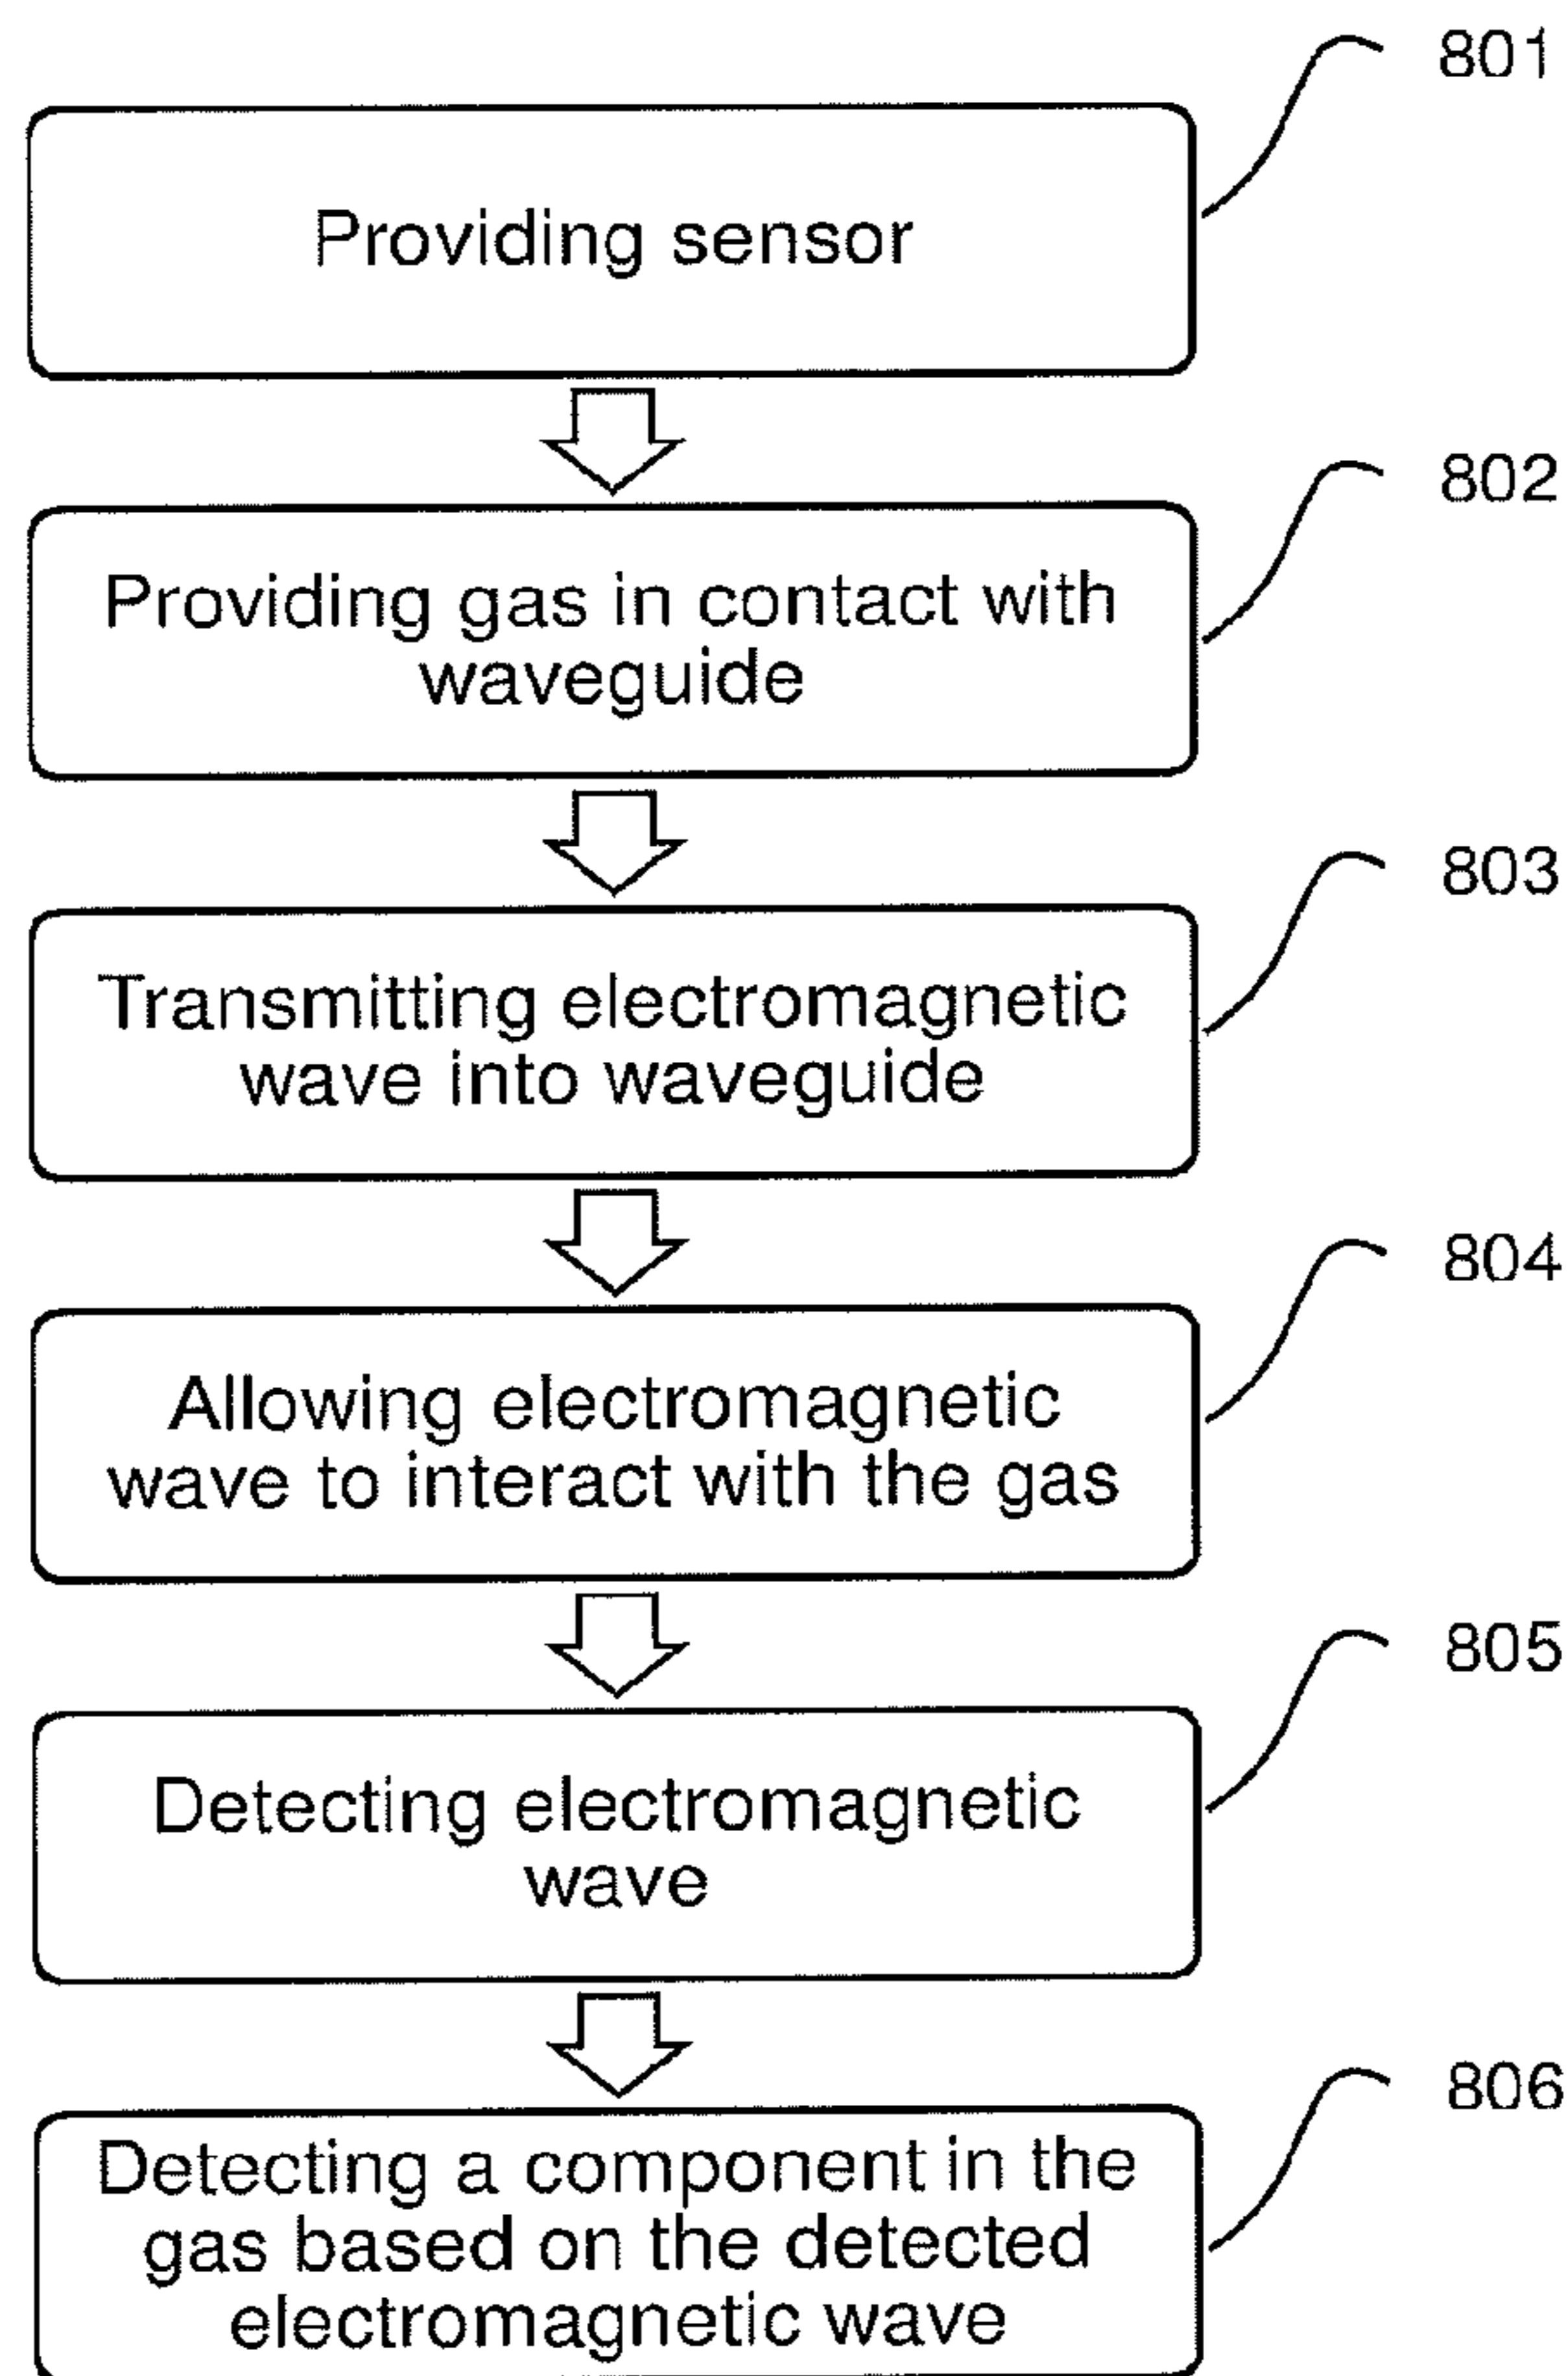 801
Providing sensor
802
Providing gas in contact with
waveguide
803
Transmitting electromagnetic
wave into waveguide
804
Allowing electromagnetic
wave to interact with the gas
805
Detecting electromagnetic
wave
806
Detecting a component in the
gas based on the detected
electromagnetic wave